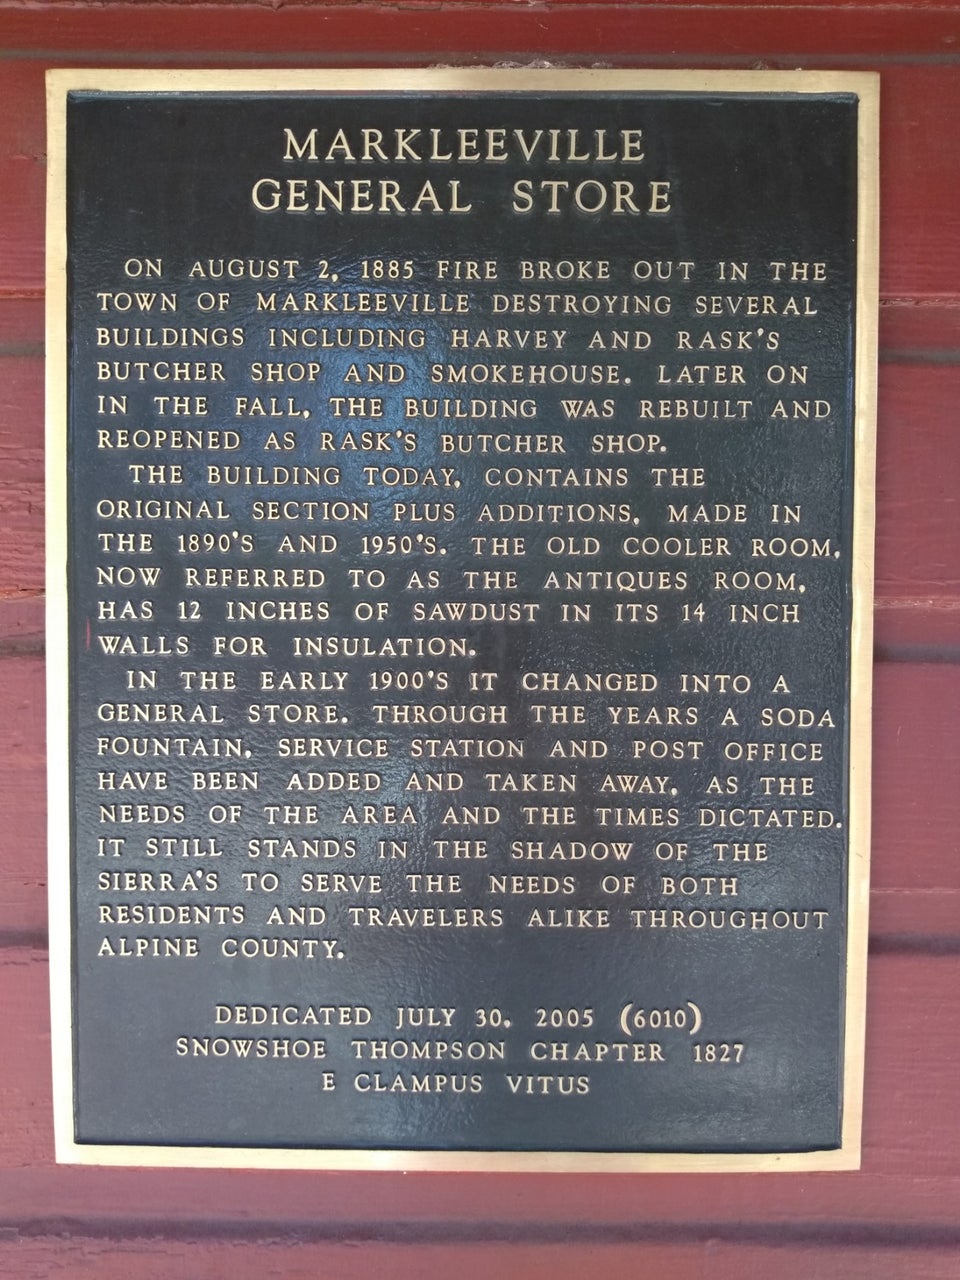 MARKLEEVILLE
GENERAL STORE
ON AUGUST 2, 1885 FIRE BROKE OUT IN THE
TOWN OF MARKLEEVILLE DESTROYING SEVERAL
BUILDINGS INCLUDING HARVEY AND RASK'S
BUTCHER SHOP AND SMOKEHOUSE. LATER ON
IN THE FALL, THE BUILDING WAS REBUILT AND
REOPENED AS RASK'S BUTCHER SHOP.
THE BUILDING TODAY, CONTAINS THE
ORIGINAL SECTION PLUS ADDITIONS, MADE IN
THE 1890'S AND 1950'S. THE OLD COOLER ROOM,
NOW REFERRED TO AS THE ANTIQUES ROOM,
HAS 12 INCHES OF SAWDUST IN ITS 14 INCH
WALLS FOR INSULATION.
IN THE EARLY 1900'S IT CHANGED INTO A
GENERAL STORE. THROUGH THE YEARS A SODA
FOUNTAIN, SERVICE STATION AND POST OFFICE
HAVE BEEN ADDED AND TAKEN AWAY, AS THE
NEEDS OF THE AREA AND THE TIMES DICTATED.
IT STILL STANDS IN THE SHADOW OF THE
SIERRA'S TO SERVE THE NEEDS OF BOTH
RESIDENTS AND TRAVELERS ALIKE THROUGHOUT
ALPINE COUNTY.
DEDICATED JULY 30, 2005 (6010)
SNOWSHOE THOMPSON CHAPTER 1827
E CLAMPUS VITUS